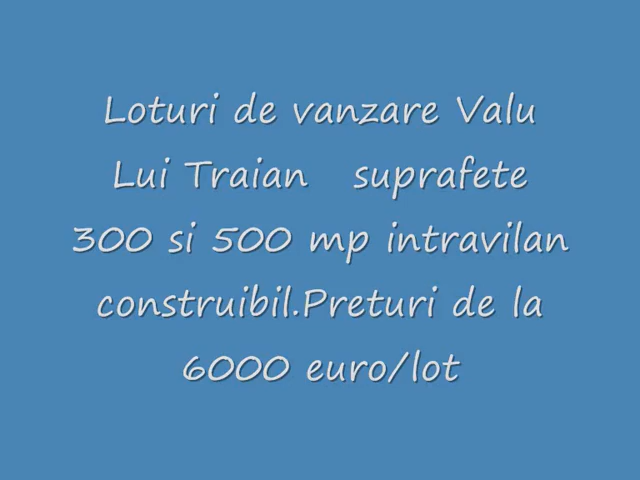 Loturi de vanzare Valu
Lui Traian suprafete
300 si 500 mp intravilan
construibil.Preturi de la
6000 euro/lot